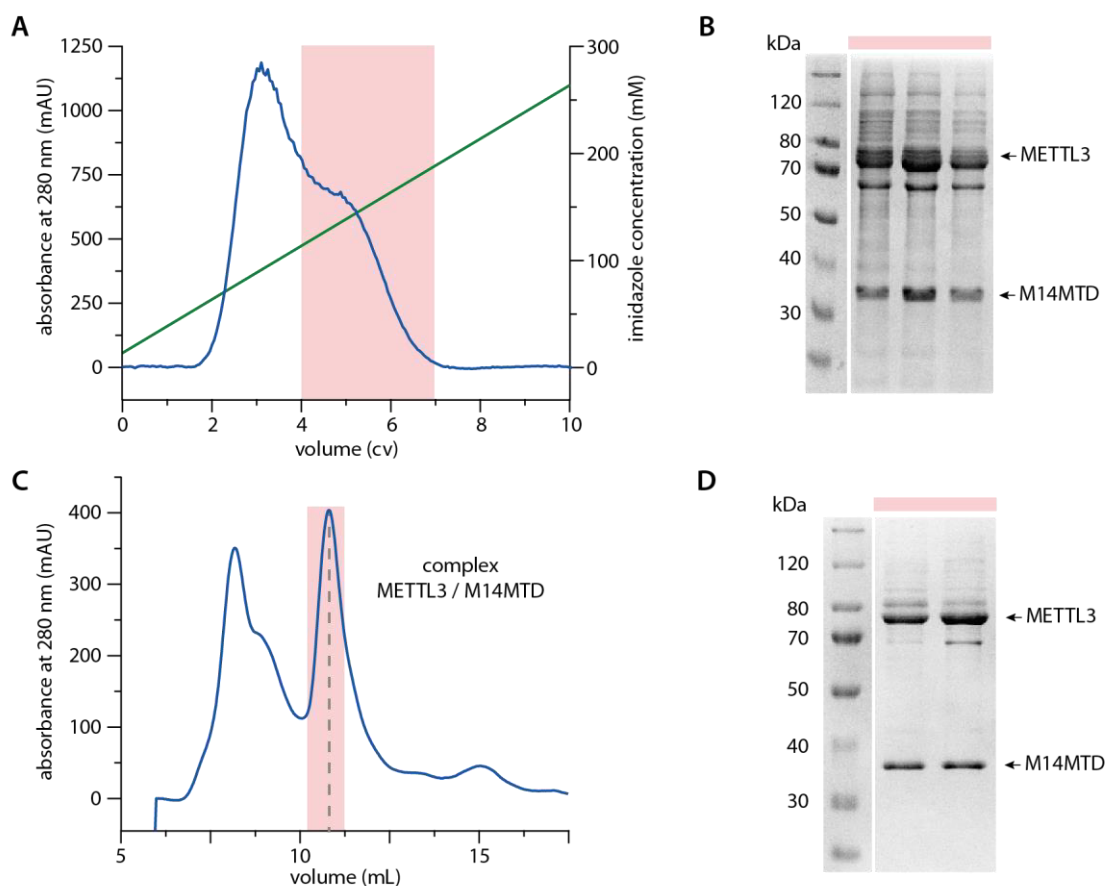 A
1250
1000
750
500
250
0
absorbance at 280 nm (mAU)
300
200
100
0
imidazole concentration (mM)
0 2 4 6 8 10
volume (cv)
B
kDa
120
80
70
50
40
30
METTL3
M14MTD
C
400
300
200
100
0
absorbance at 280 nm (mAU)
complex
METTL3 / M14MTD
5 10 15
volume (mL)
D
kDa
120
80
70
50
40
30
METTL3
M14MTD